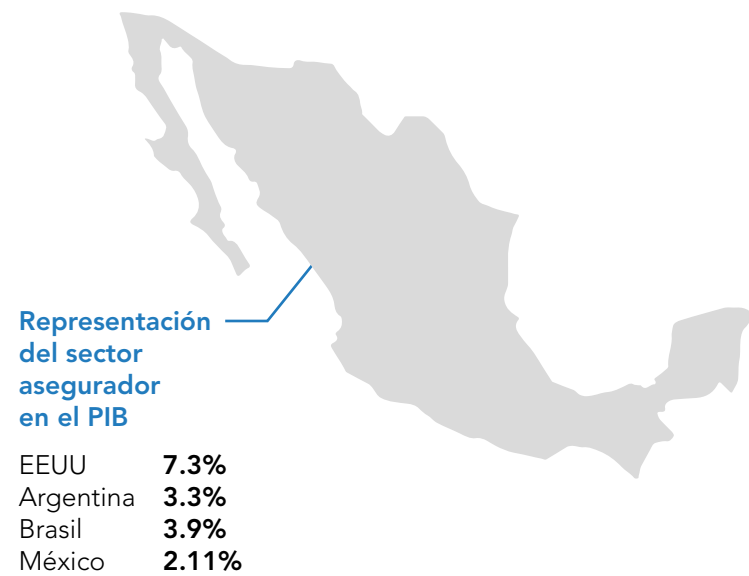 Representación
del sector
asegurador
en el PIB
EEUU 7.3%
Argentina 3.3%
Brasil 3.9%
México 2.11%